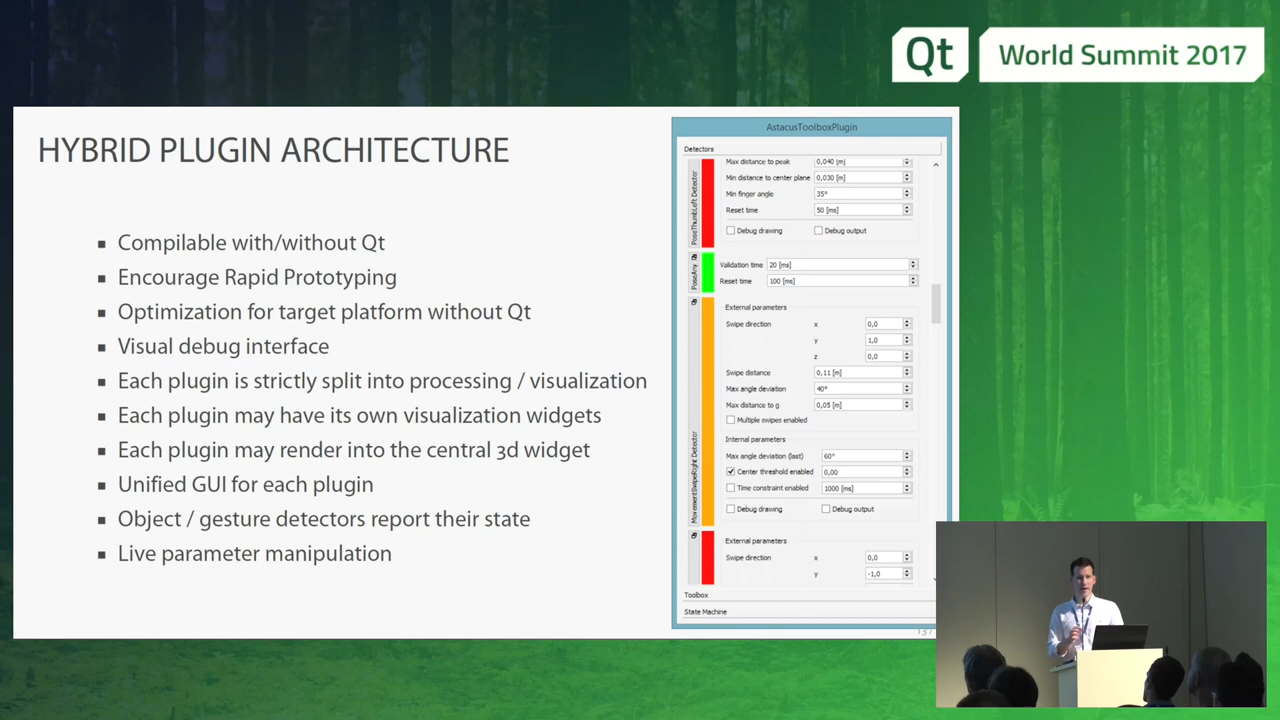 Qt
World Summit 2017
HYBRID PLUGIN ARCHITECTURE
Compilable with/without Qt
Encourage Rapid Prototyping
Optimization for target platform without Qt
Visual debug interface
Each plugin is strictly split into processing / visualization
Each plugin may have its own visualization widgets
Each plugin may render into the central 3d widget
Unified GUI for each plugin
Object / gesture detectors report their state
Live parameter manipulation
AstacusToolboxPlugin
Detectors
PoseThumbLeft Detector
Max distance to peak 0,040 [m]
Min distance to center plane 0,030 [m]
Min finger angle 35°
Reset time 50 [ms]
Debug drawing Debug output
PoseAny
Validation time 20 [ms]
Reset time 100 [ms]
MovementSwipeRight Detector
External parameters
Swipe direction x 0,0
y 1,0
z 0,0
Swipe distance 0,11 [m]
Max angle deviation 40°
Max distance to g 0,05 [m]
Multiple swipes enabled
Internal parameters
Max angle deviation (last) 60°
Center threshold enabled 0,00
Time constraint enabled 1000 [ms]
Debug drawing Debug output
External parameters
Swipe direction x 0,0
y -1,0
Toolbox
State Machine